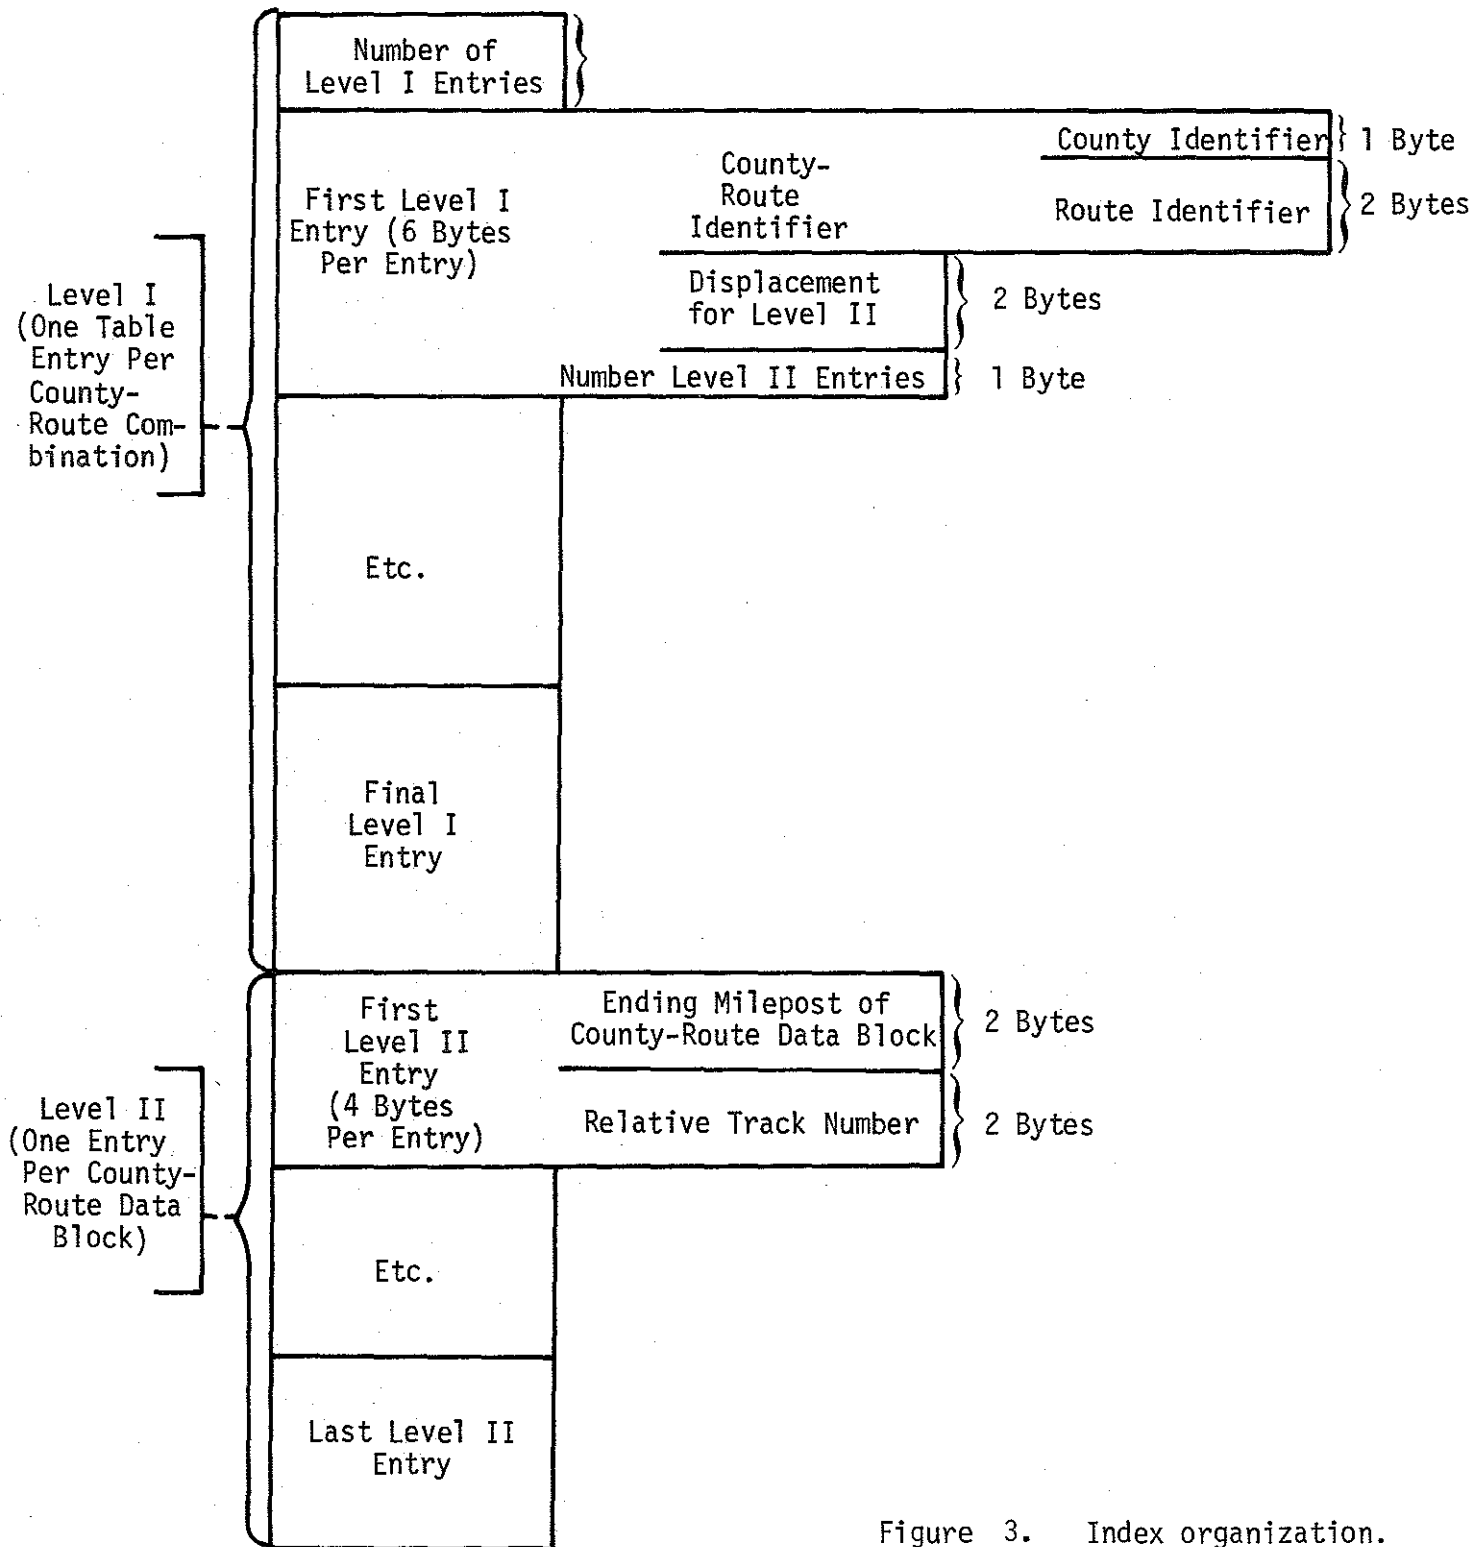 Number of
Level I Entries
First Level I
Entry (6 Bytes
Per Entry)
County-
Route
Identifier
County Identifier
1 Byte
Route Identifier
2 Bytes
Displacement
for Level II
2 Bytes
Number Level II Entries
1 Byte
Level I
(One Table
Entry Per
County-
Route Com-
bination)
Etc.
Final
Level I
Entry
First
Level II
Entry
(4 Bytes
Per Entry)
Ending Milepost of
County-Route Data Block
2 Bytes
Relative Track Number
2 Bytes
Level II
(One Entry
Per County-
Route Data
Block)
Etc.
Last Level II
Entry
Figure 3. Index organization.